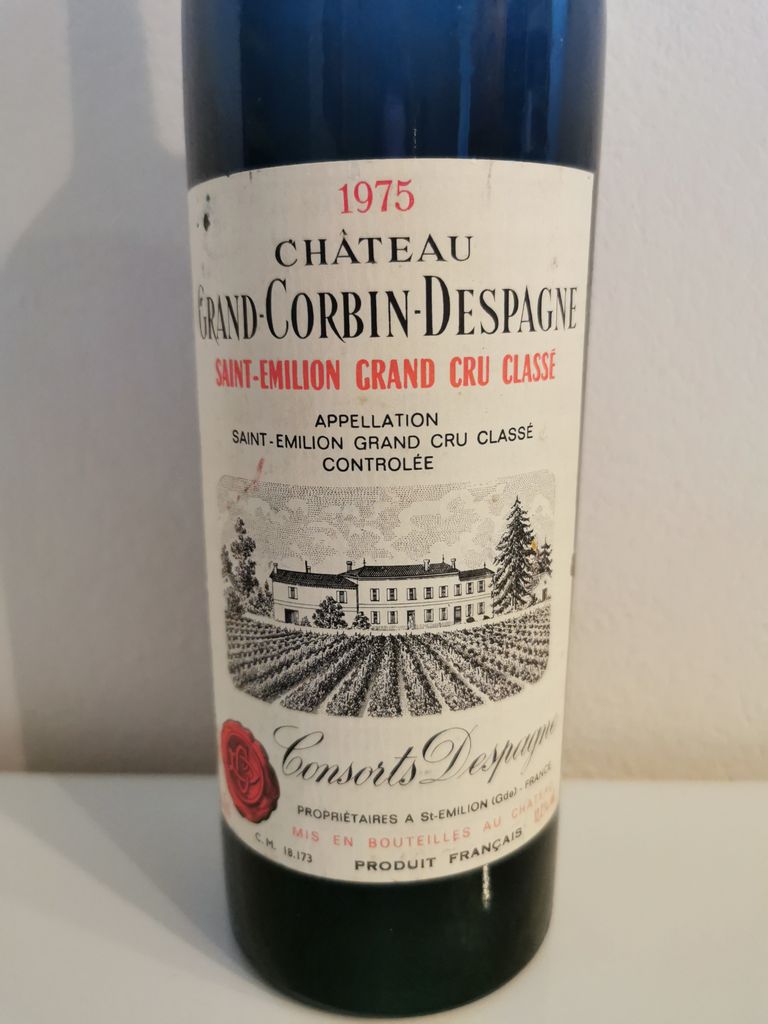 1975
CHÂTEAU
GRAND-CORBIN-DESPAGNE
SAINT-EMILION GRAND CRU CLASSÉ
APPELLATION
SAINT-EMILION GRAND CRU CLASSÉ
CONTROLÉE
Consorts Despagne
PROPRIÉTAIRES A St-EMILION (Gde) - FRANCE
MIS EN BOUTEILLES AU CHATEAU
C.M. 18.173
PRODUIT FRANÇAIS